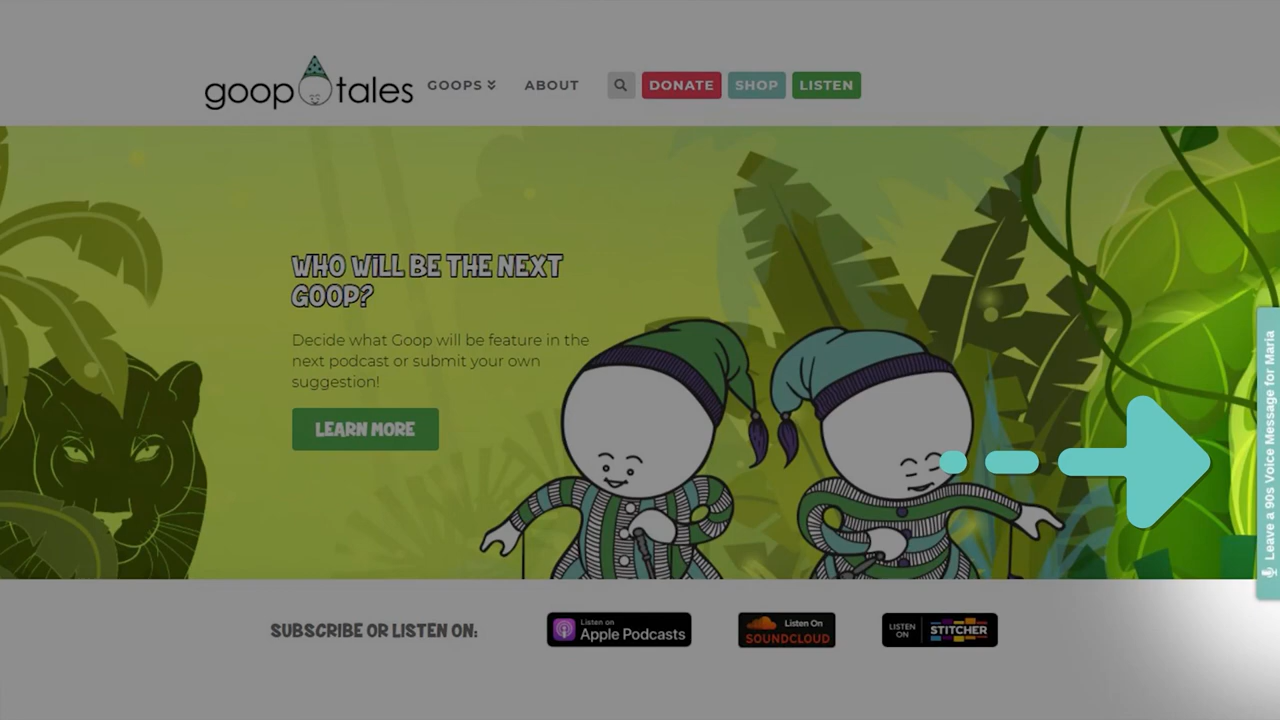 goop tales
GOOPS
ABOUT
DONATE
SHOP
LISTEN
WHO WILL BE THE NEXT
GOOP?
Decide what Goop will be feature in the
next podcast or submit your own
suggestion!
LEARN MORE
Leave a 90s Voice Message for Maria
SUBSCRIBE OR LISTEN ON:
Listen on
Apple Podcasts
Listen On
SOUNDCLOUD
LISTEN
ON
STITCHER